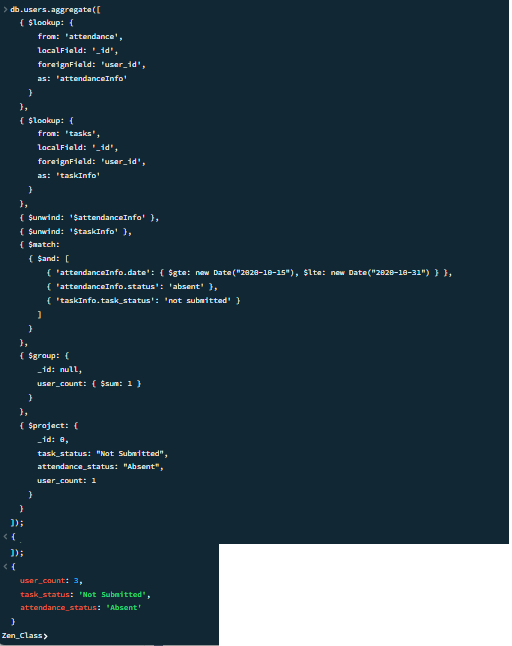 > db.users.aggregate([
{ $lookup: {
from: 'attendance',
localField: '_id',
foreignField: 'user_id',
as: 'attendanceInfo'
}
},
{ $lookup: {
from: 'tasks',
localField: '_id',
foreignField: 'user_id',
as: 'taskInfo'
}
},
{ $unwind: '$attendanceInfo' },
{ $unwind: '$taskInfo' },
{ $match:
{ $and: [
{ 'attendanceInfo.date': { $gte: new Date("2020-10-15"), $lte: new Date("2020-10-31") } },
{ 'attendanceInfo.status': 'absent' },
{ 'taskInfo.task_status': 'not submitted' }
]
}
},
{ $group: {
_id: null,
user_count: { $sum: 1 }
}
},
{ $project: {
_id: 0,
task_status: "Not Submitted",
attendance_status: "Absent",
user_count: 1
}
}
]);
< {
]);
< {
user_count: 3,
task_status: 'Not Submitted',
attendance_status: 'Absent'
}
Zen_Class>